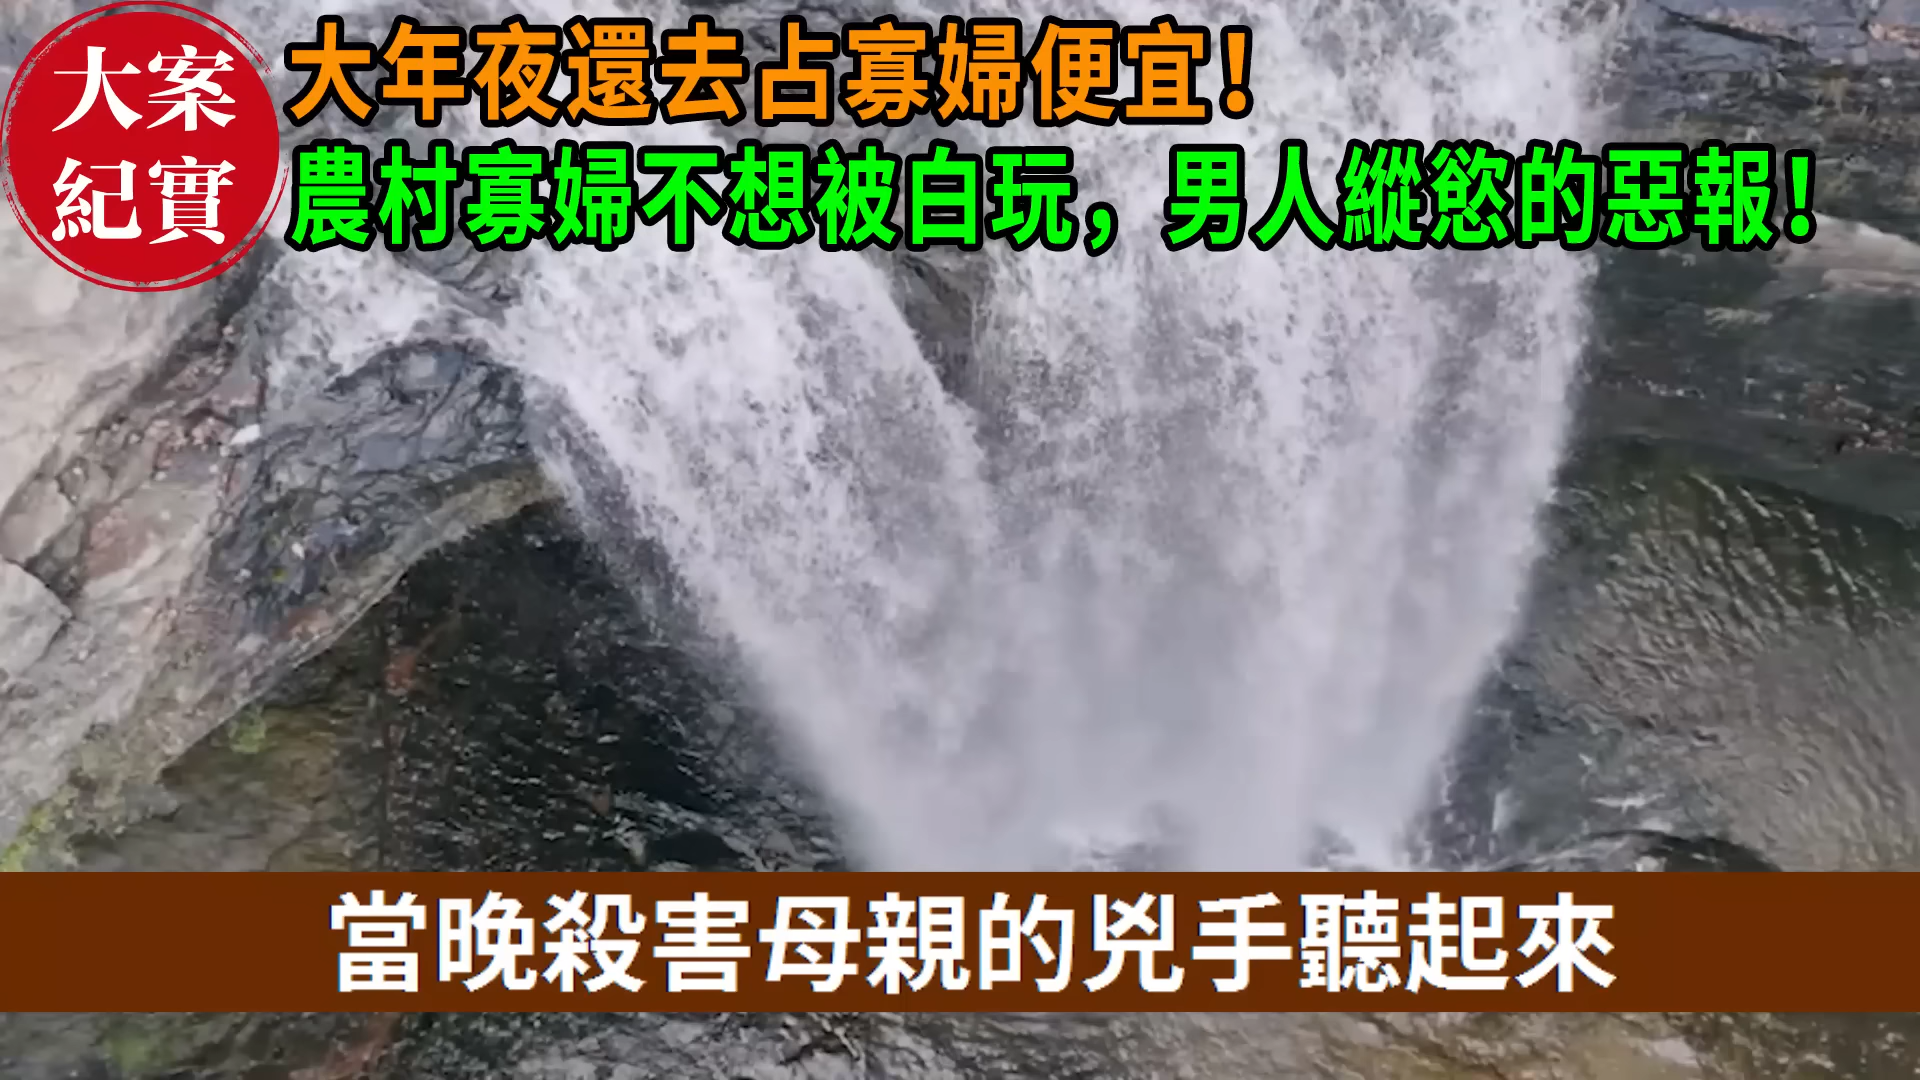 大案
紀實
大年夜還去占寡婦便宜！
農村寡婦不想被白玩，男人縱慾的惡報！
當晚殺害母親的兇手聽起來